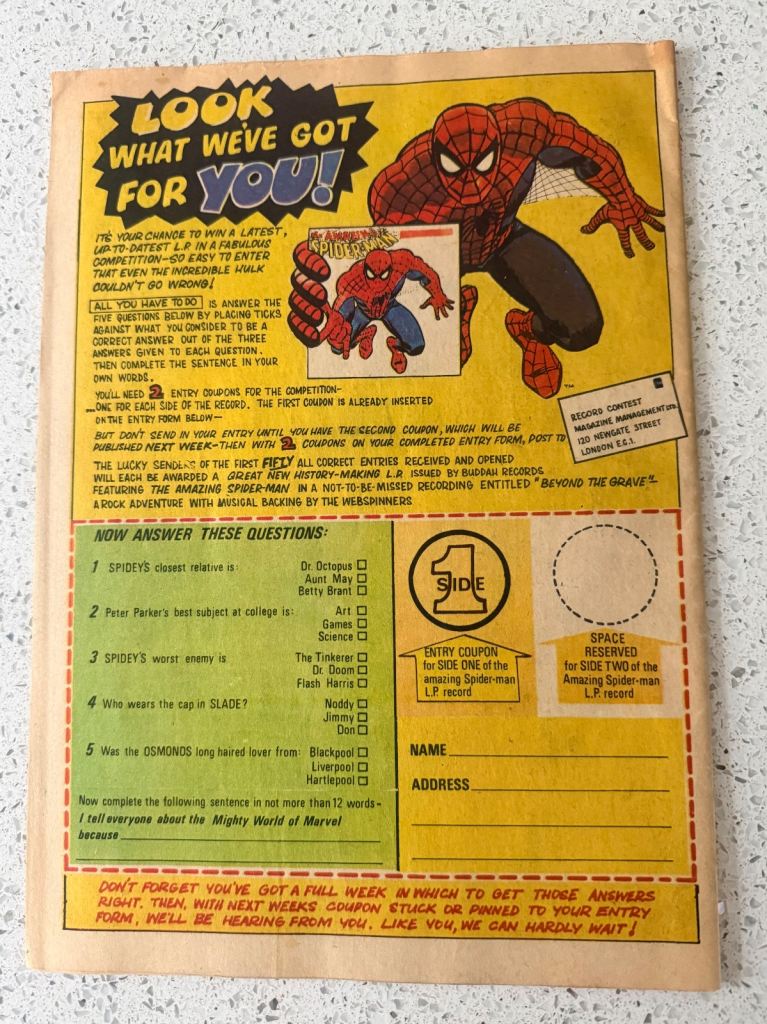 LOOK
WHAT WE'VE GOT
FOR YOU!
IT'S YOUR CHANCE TO WIN A LATEST,
UP-TO-DATEST L.P. IN A FABULOUS
COMPETITION-SO EASY TO ENTER
THAT EVEN THE INCREDIBLE HULK
COULDN'T GO WRONG!
ALL YOU HAVE TO DO IS ANSWER THE
FIVE QUESTIONS BELOW BY PLACING TICKS
AGAINST WHAT YOU CONSIDER TO BE A
CORRECT ANSWER OUT OF THE THREE
ANSWERS GIVEN TO EACH QUESTION.
THEN COMPLETE THE SENTENCE IN YOUR
OWN WORDS.
THE AMAZING
SPIDER-MAN
TM
YOU'LL NEED 2 ENTRY COUPONS FOR THE COMPETITION-
...ONE FOR EACH SIDE OF THE RECORD. THE FIRST COUPON IS ALREADY INSERTED
ON THE ENTRY FORM BELOW-
BUT DON'T SEND IN YOUR ENTRY UNTIL YOU HAVE THE SECOND COUPON, WHICH WILL BE
PUBLISHED NEXT WEEK-THEN WITH 2 COUPONS ON YOUR COMPLETED ENTRY FORM, POST TO
RECORD CONTEST
MAGAZINE MANAGEMENT LTD.
120 NEWGATE STREET
LONDON E.C.1.
THE LUCKY SENDERS OF THE FIRST FIFTY ALL CORRECT ENTRIES RECEIVED AND OPENED
WILL EACH BE AWARDED A GREAT NEW HISTORY-MAKING L.P. ISSUED BY BUDDAH RECORDS
FEATURING THE AMAZING SPIDER-MAN IN A NOT-TO-BE-MISSED RECORDING ENTITLED "BEYOND THE GRAVE"-
A ROCK ADVENTURE WITH MUSICAL BACKING BY THE WEBSPINNERS
NOW ANSWER THESE QUESTIONS:
1 SPIDEY'S closest relative is: Dr. Octopus
Aunt May
Betty Brant
2 Peter Parker's best subject at college is: Art
Games
Science
3 SPIDEY'S worst enemy is The Tinkerer
Dr. Doom
Flash Harris
4 Who wears the cap in SLADE? Noddy
Jimmy
Don
5 Was the OSMONDS long haired lover from: Blackpool
Liverpool
Hartlepool
Now complete the following sentence in not more than 12 words-
I tell everyone about the Mighty World of Marvel
because
SIDE 1
ENTRY COUPON
for SIDE ONE of the
amazing Spider-man
L.P. record
SPACE
RESERVED
for SIDE TWO of the
Amazing Spider-man
L.P. record
NAME
ADDRESS
DON'T FORGET YOU'VE GOT A FULL WEEK IN WHICH TO GET THOSE ANSWERS
RIGHT. THEN, WITH NEXT WEEKS COUPON STUCK OR PINNED TO YOUR ENTRY
FORM, WE'LL BE HEARING FROM YOU. LIKE YOU, WE CAN HARDLY WAIT!